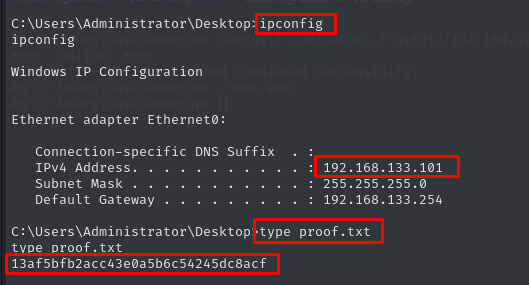 C:\Users\Administrator\Desktop>ipconfig
ipconfig
Windows IP Configuration
Ethernet adapter Ethernet0:
Connection-specific DNS Suffix . :
IPv4 Address. . . . . . . . . . . : 192.168.133.101
Subnet Mask . . . . . . . . . . . : 255.255.255.0
Default Gateway . . . . . . . . . : 192.168.133.254
C:\Users\Administrator\Desktop>type proof.txt
type proof.txt
13af5bfb2acc43e0a5b6c54245dc8acf